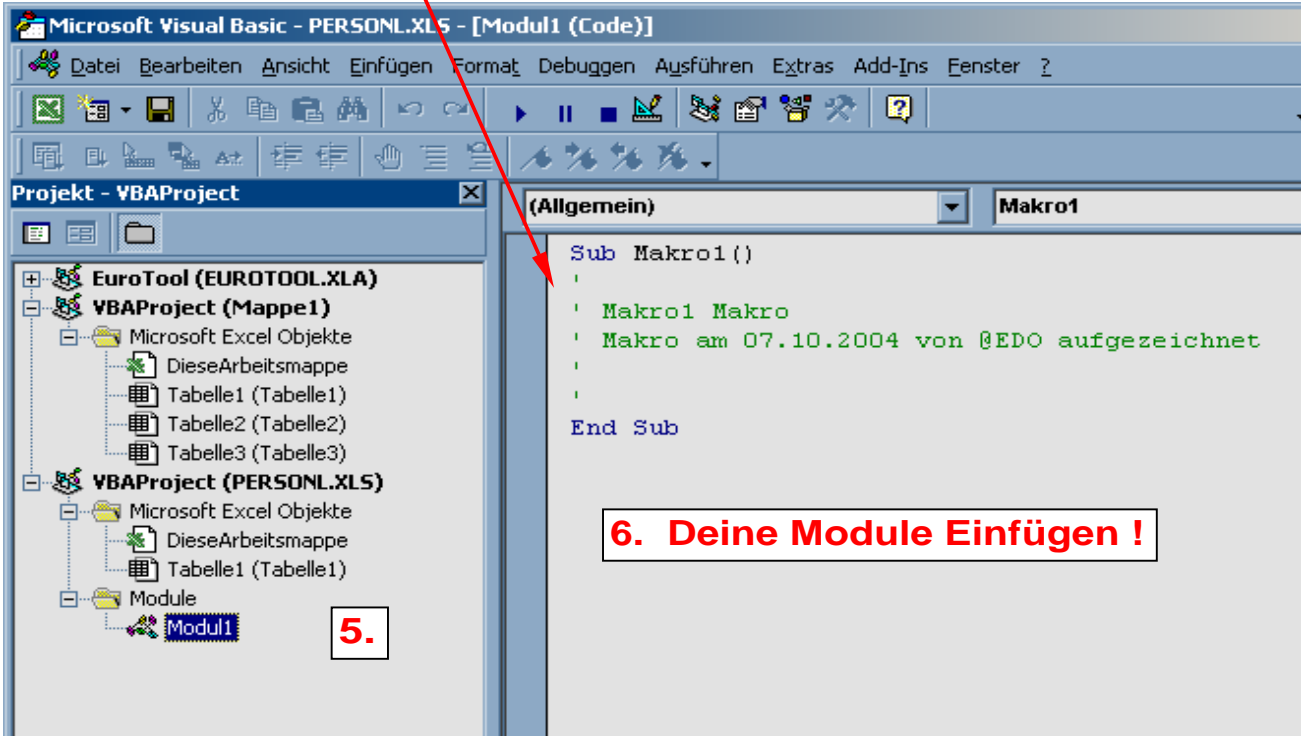 Microsoft Visual Basic - PERSONL.XLS - [Modul1 (Code)]
Datei Bearbeiten Ansicht Einfügen Format Debuggen Ausführen Extras Add-Ins Fenster ?
Projekt - VBAProject
(Allgemein)
Makro1
EuroTool (EUROTOOL.XLA)
VBAProject (Mappe1)
Microsoft Excel Objekte
DieseArbeitsmappe
Tabelle1 (Tabelle1)
Tabelle2 (Tabelle2)
Tabelle3 (Tabelle3)
VBAProject (PERSONL.XLS)
Microsoft Excel Objekte
DieseArbeitsmappe
Tabelle1 (Tabelle1)
Module
Modul1
5.
Sub Makro1()
'
' Makro1 Makro
' Makro am 07.10.2004 von @EDO aufgezeichnet
'
'
End Sub
6. Deine Module Einfügen !